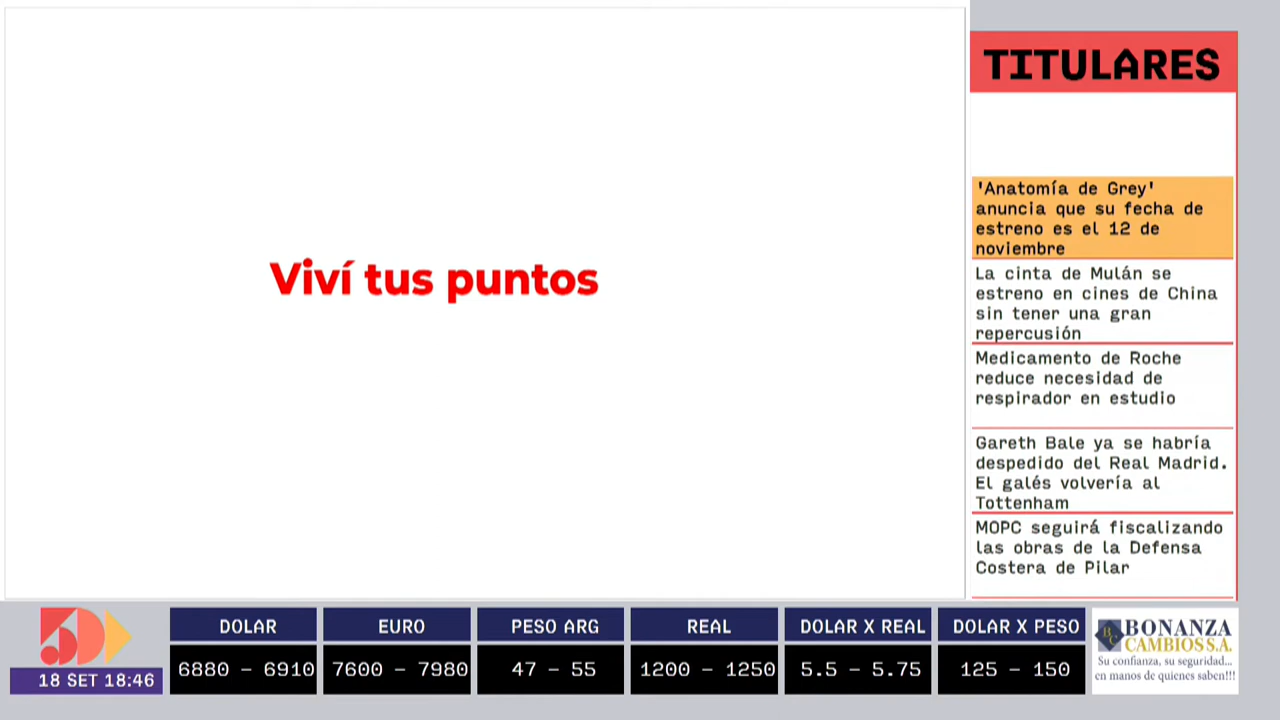 Viví tus puntos
TITULARES
'Anatomía de Grey'
anuncia que su fecha de
estreno es el 12 de
noviembre
La cinta de Mulán se
estreno en cines de China
sin tener una gran
repercusión
Medicamento de Roche
reduce necesidad de
respirador en estudio
Gareth Bale ya se habría
despedido del Real Madrid.
El galés volvería al
Tottenham
MOPC seguirá fiscalizando
las obras de la Defensa
Costera de Pilar
5D
18 SET 18:46
DOLAR
6880 - 6910
EURO
7600 - 7980
PESO ARG
47 - 55
REAL
1200 - 1250
DOLAR X REAL
5.5 - 5.75
DOLAR X PESO
125 - 150
BC
BONANZA
CAMBIOS S.A.
Su confianza, su seguridad...
en manos de quienes saben!!!